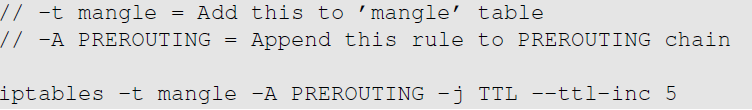 // -t mangle = Add this to ’mangle’ table
// -A PREROUTING = Append this rule to PREROUTING chain
iptables -t mangle -A PREROUTING -j TTL --ttl-inc 5